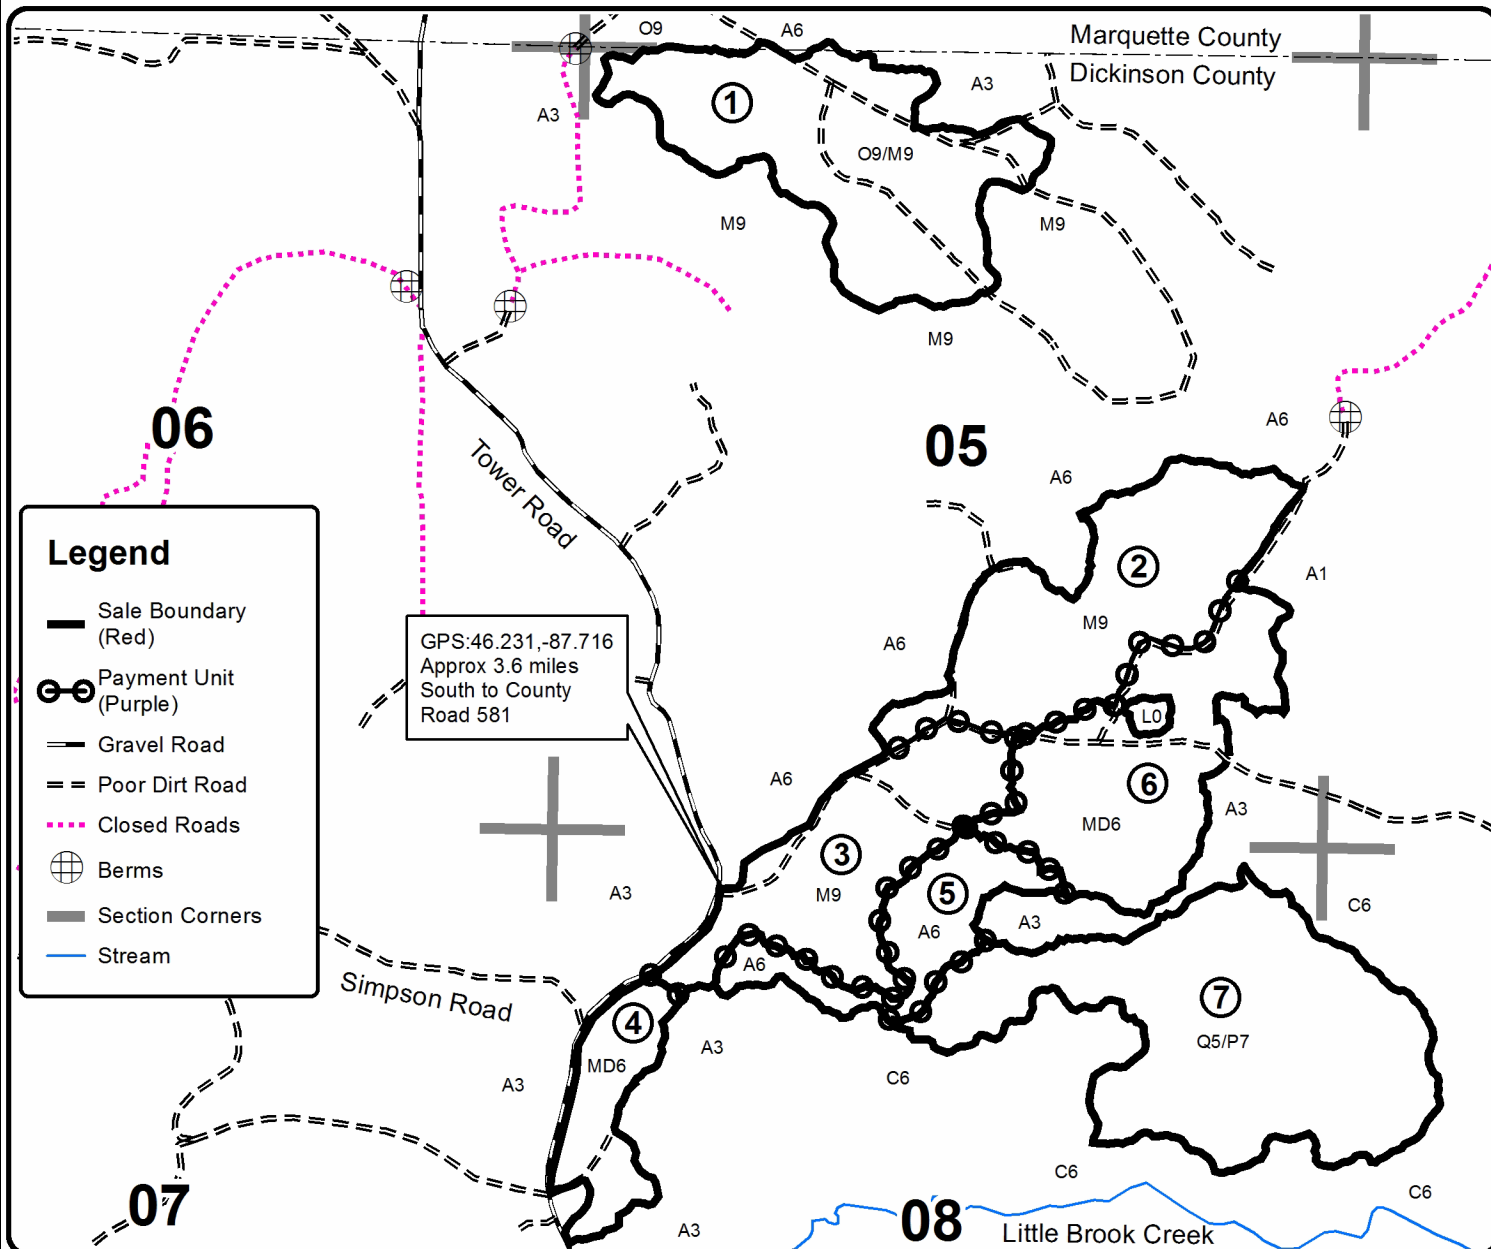 O9
A6
Marquette County
Dickinson County
A3
A3
1
O9/M9
M9
M9
M9
06
05
A6
A6
Tower Road
2
A1
M9
A6
Legend
Sale Boundary
(Red)
Payment Unit
(Purple)
Gravel Road
Poor Dirt Road
Closed Roads
Berms
Section Corners
Stream
GPS:46.231,-87.716
Approx 3.6 miles
South to County
Road 581
L0
A6
6
MD6
A3
3
M9
5
A6
A3
A3
C6
A6
Simpson Road
4
MD6
A3
A3
7
Q5/P7
C6
C6
C6
07
08
A3
Little Brook Creek